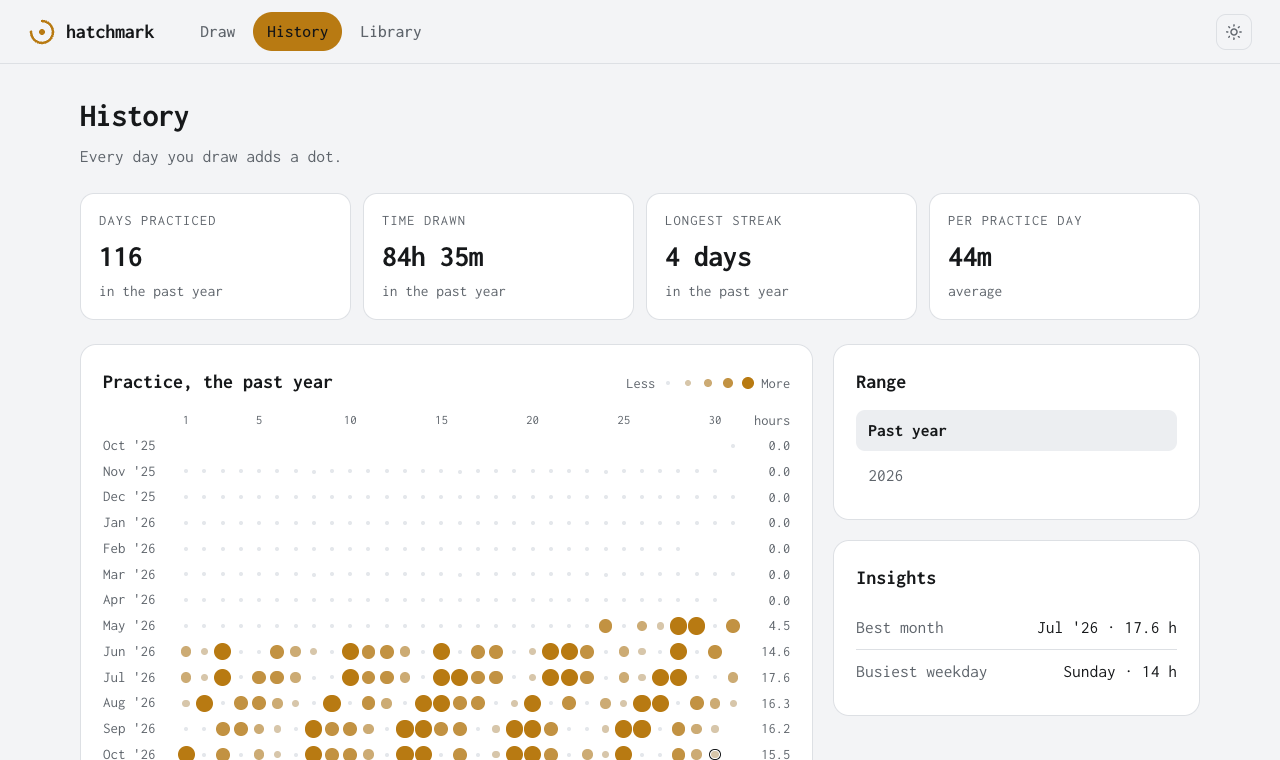 hatchmark Draw History Library
History
Every day you draw adds a dot.
DAYS PRACTICED
116
in the past year
TIME DRAWN
84h 35m
in the past year
LONGEST STREAK
4 days
in the past year
PER PRACTICE DAY
44m
average
Practice, the past year
Less More
1 5 10 15 20 25 30 hours
Oct '25 0.0
Nov '25 0.0
Dec '25 0.0
Jan '26 0.0
Feb '26 0.0
Mar '26 0.0
Apr '26 0.0
May '26 4.5
Jun '26 14.6
Jul '26 17.6
Aug '26 16.3
Sep '26 16.2
Oct '26 15.5
Range
Past year
2026
Insights
Best month Jul '26 · 17.6 h
Busiest weekday Sunday · 14 h